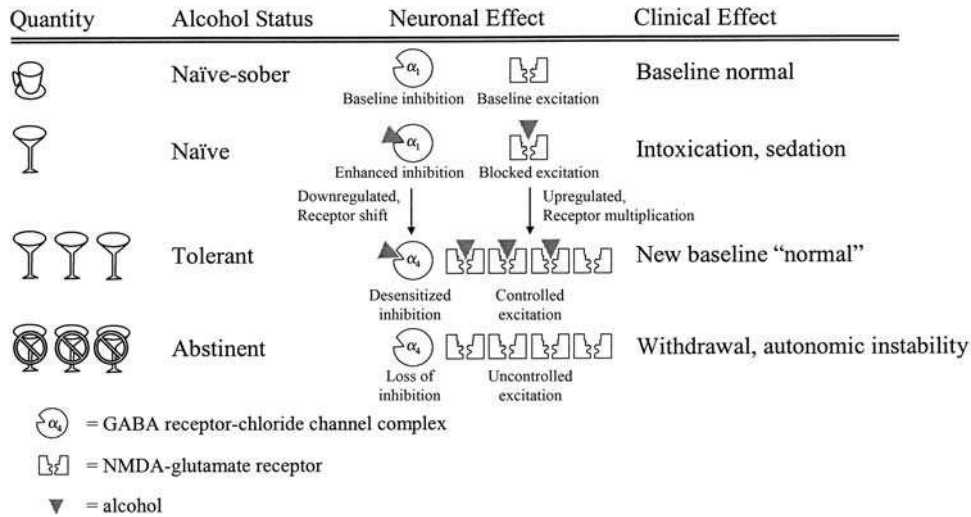 Quantity Alcohol Status Neuronal Effect Clinical Effect
α₁ 
Naïve-sober Baseline normal
Baseline inhibition Baseline excitation
α₁
Naïve Intoxication, sedation
Enhanced inhibition Blocked excitation
Downregulated, Upregulated,
Receptor shift Receptor multiplication
Tolerant α₄ New baseline “normal”
Desensitized Controlled
inhibition excitation
Abstinent α₄ Withdrawal, autonomic instability
Loss of Uncontrolled
inhibition excitation
α₄ = GABA receptor-chloride channel complex
= NMDA-glutamate receptor
= alcohol